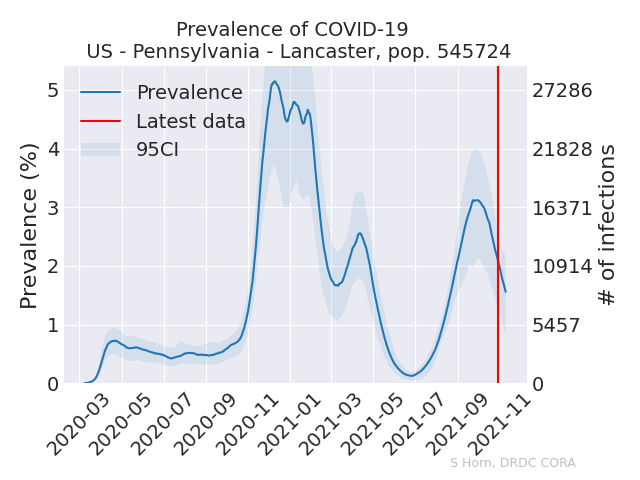 Prevalence of COVID-19
US - Pennsylvania - Lancaster, pop. 545724
Prevalence
Latest data
95CI
Prevalence (%)
5
4
3
2
1
0
27286
21828
16371
10914
5457
0
# of infections
2020-03
2020-05
2020-07
2020-09
2020-11
2021-01
2021-03
2021-05
2021-07
2021-09
2021-11
S Horn, DRDC CORA